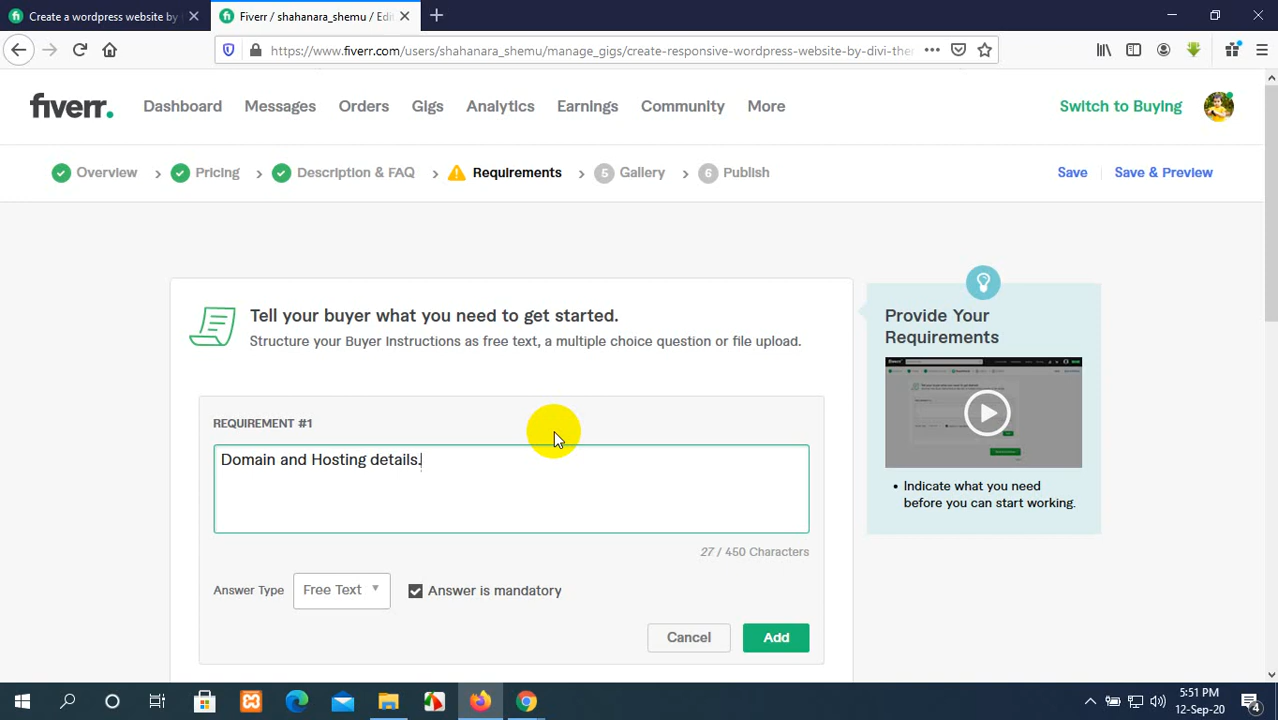 Create a wordpress website by
Fiverr / shahanara_shemu / Edi
https://www.fiverr.com/users/shahanara_shemu/manage_gigs/create-responsive-wordpress-website-by-divi-the
fiverr.
Dashboard
Messages
Orders
Gigs
Analytics
Earnings
Community
More
Switch to Buying
Overview
Pricing
Description & FAQ
Requirements
5 Gallery
6 Publish
Save
Save & Preview
Tell your buyer what you need to get started.
Structure your Buyer Instructions as free text, a multiple choice question or file upload.
REQUIREMENT #1
Domain and Hosting details.
27 / 450 Characters
Answer Type
Free Text
Answer is mandatory
Cancel
Add
Provide Your
Requirements
• Indicate what you need
before you can start working.
5:51 PM
12-Sep-20
4